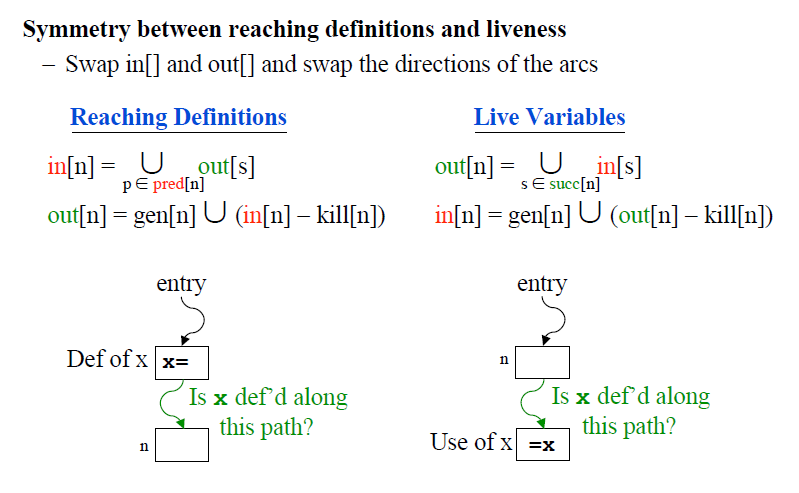 Symmetry between reaching definitions and liveness
– Swap in[] and out[] and swap the directions of the arcs
Reaching Definitions
in[n] = ∪ out[s]
p ∈ pred[n]
out[n] = gen[n] ∪ (in[n] – kill[n])
entry
Def of x x=
Is x def'd along
this path?
n
Live Variables
out[n] = ∪ in[s]
s ∈ succ[n]
in[n] = gen[n] ∪ (out[n] – kill[n])
entry
n
Is x def'd along
this path?
Use of x =x